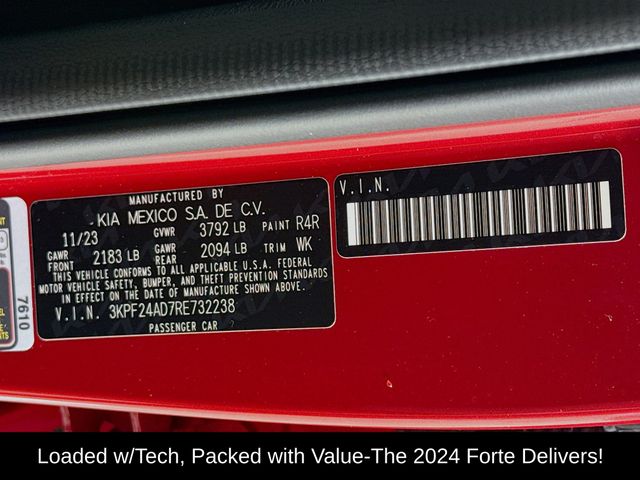 MANUFACTURED BY
KIA MEXICO S.A. DE C.V.
11/23 GVWR 3792 LB PAINT R4R
GAWR FRONT 2183 LB GAWR REAR 2094 LB TRIM WK
THIS VEHICLE CONFORMS TO ALL APPLICABLE U.S.A. FEDERAL
MOTOR VEHICLE SAFETY, BUMPER, AND THEFT PREVENTION STANDARDS
IN EFFECT ON THE DATE OF MANUFACTURE SHOWN ABOVE.
V.I.N. 3KPF24AD7RE732238
PASSENGER CAR
V.I.N.
7610
Loaded w/Tech, Packed with Value-The 2024 Forte Delivers!